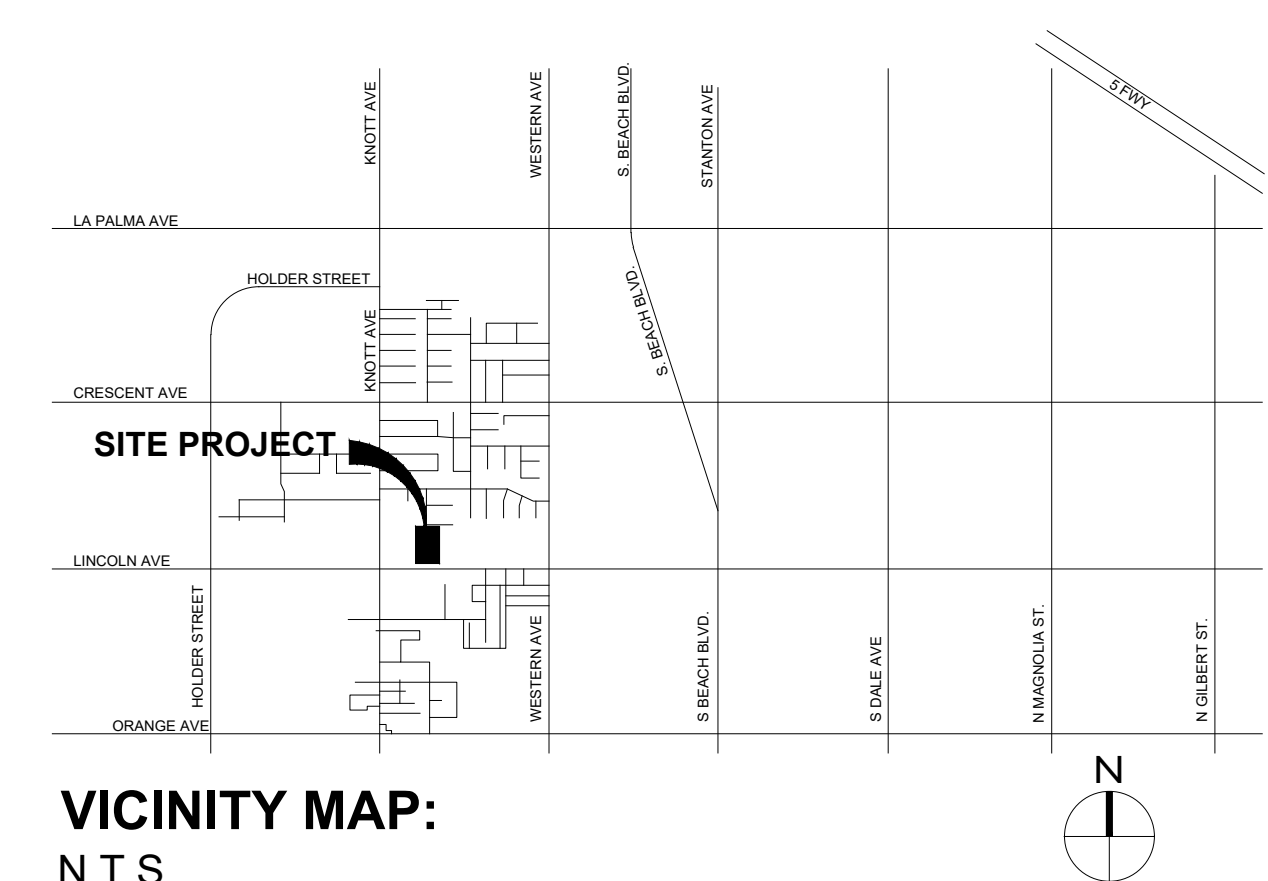 KNOTT AVE
WESTERN AVE
S. BEACH BLVD.
STANTON AVE
5 FWY
LA PALMA AVE
HOLDER STREET
KNOTT AVE
S. BEACH BLVD.
CRESCENT AVE
SITE PROJECT
LINCOLN AVE
HOLDER STREET
WESTERN AVE
S BEACH BLVD.
S DALE AVE
N MAGNOLIA ST.
N GILBERT ST.
ORANGE AVE
N
VICINITY MAP:
N T S